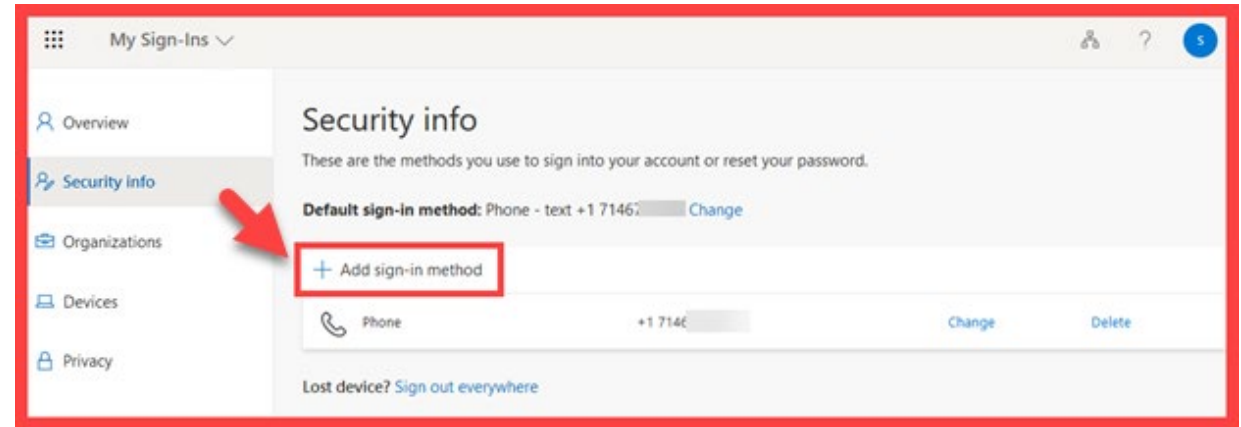 My Sign-Ins
?
S
Overview
Security info
Organizations
Devices
Privacy
Security info
These are the methods you use to sign into your account or reset your password.
Default sign-in method: Phone - text +1 7146 Change
+ Add sign-in method
Phone +1 714 Change Delete
Lost device? Sign out everywhere